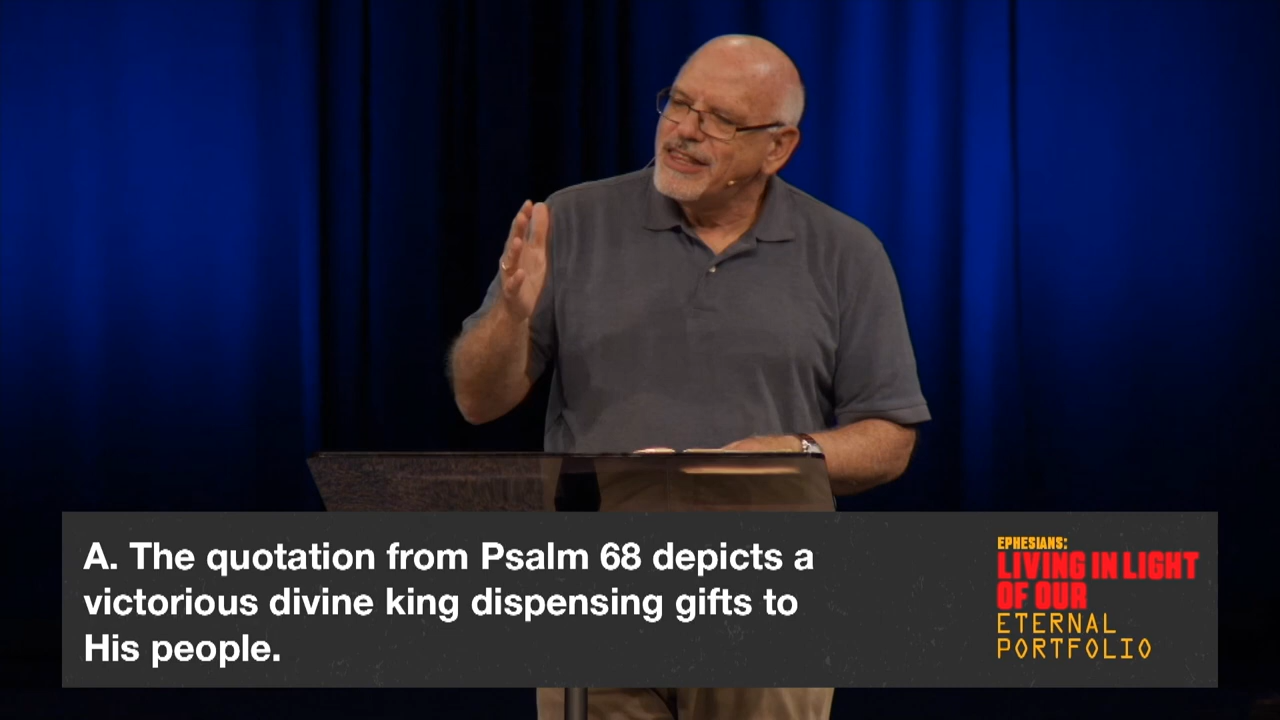 A. The quotation from Psalm 68 depicts a
victorious divine king dispensing gifts to
His people.
EPHESIANS:
LIVING IN LIGHT
OF OUR
ETERNAL
PORTFOLIO